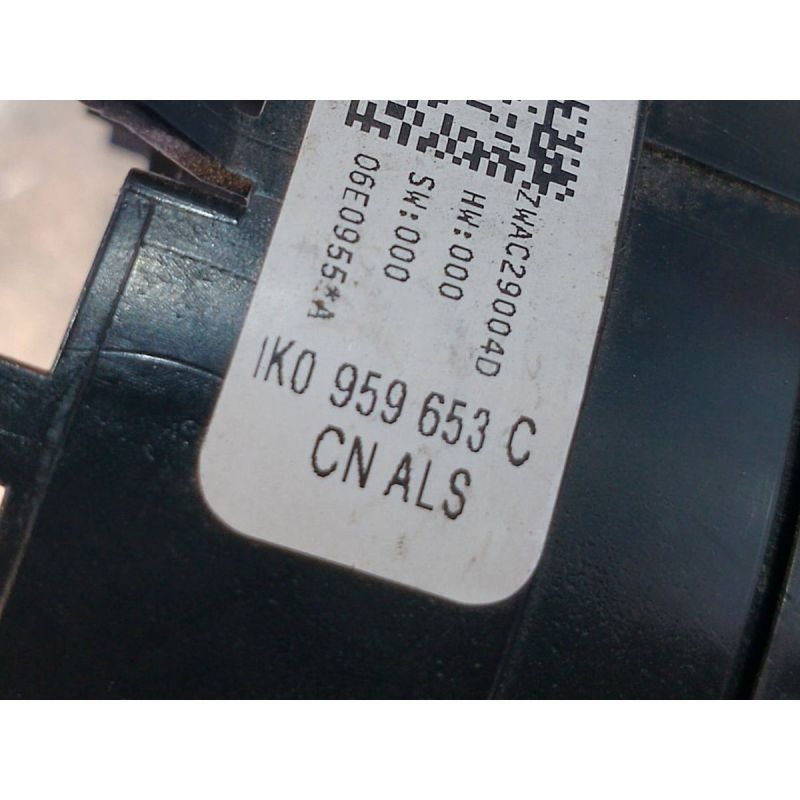 ZWAC29004D
HW:000
SW:000
06E0955*A
1K0 959 653 C
CN ALS